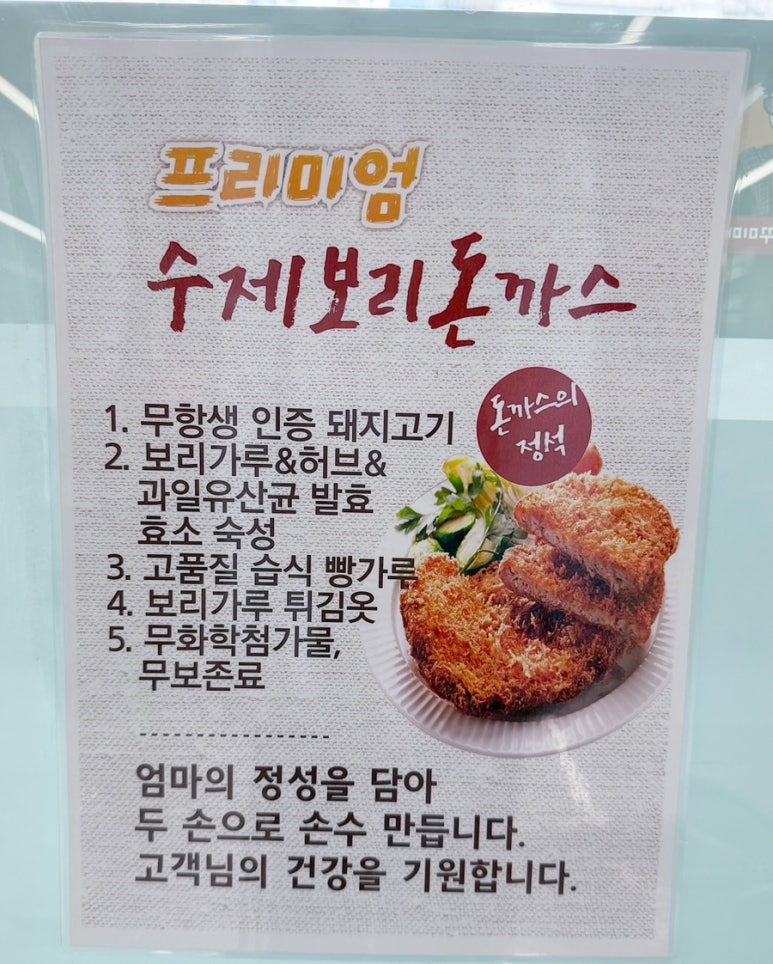 프리미엄
수제보리돈까스
돈까스의
정석
1. 무항생 인증 돼지고기
2. 보리가루&허브&
과일유산균 발효
효소 숙성
3. 고품질 습식 빵가루
4. 보리가루 튀김옷
5. 무화학첨가물,
무보존료
엄마의 정성을 담아
두 손으로 손수 만듭니다.
고객님의 건강을 기원합니다.